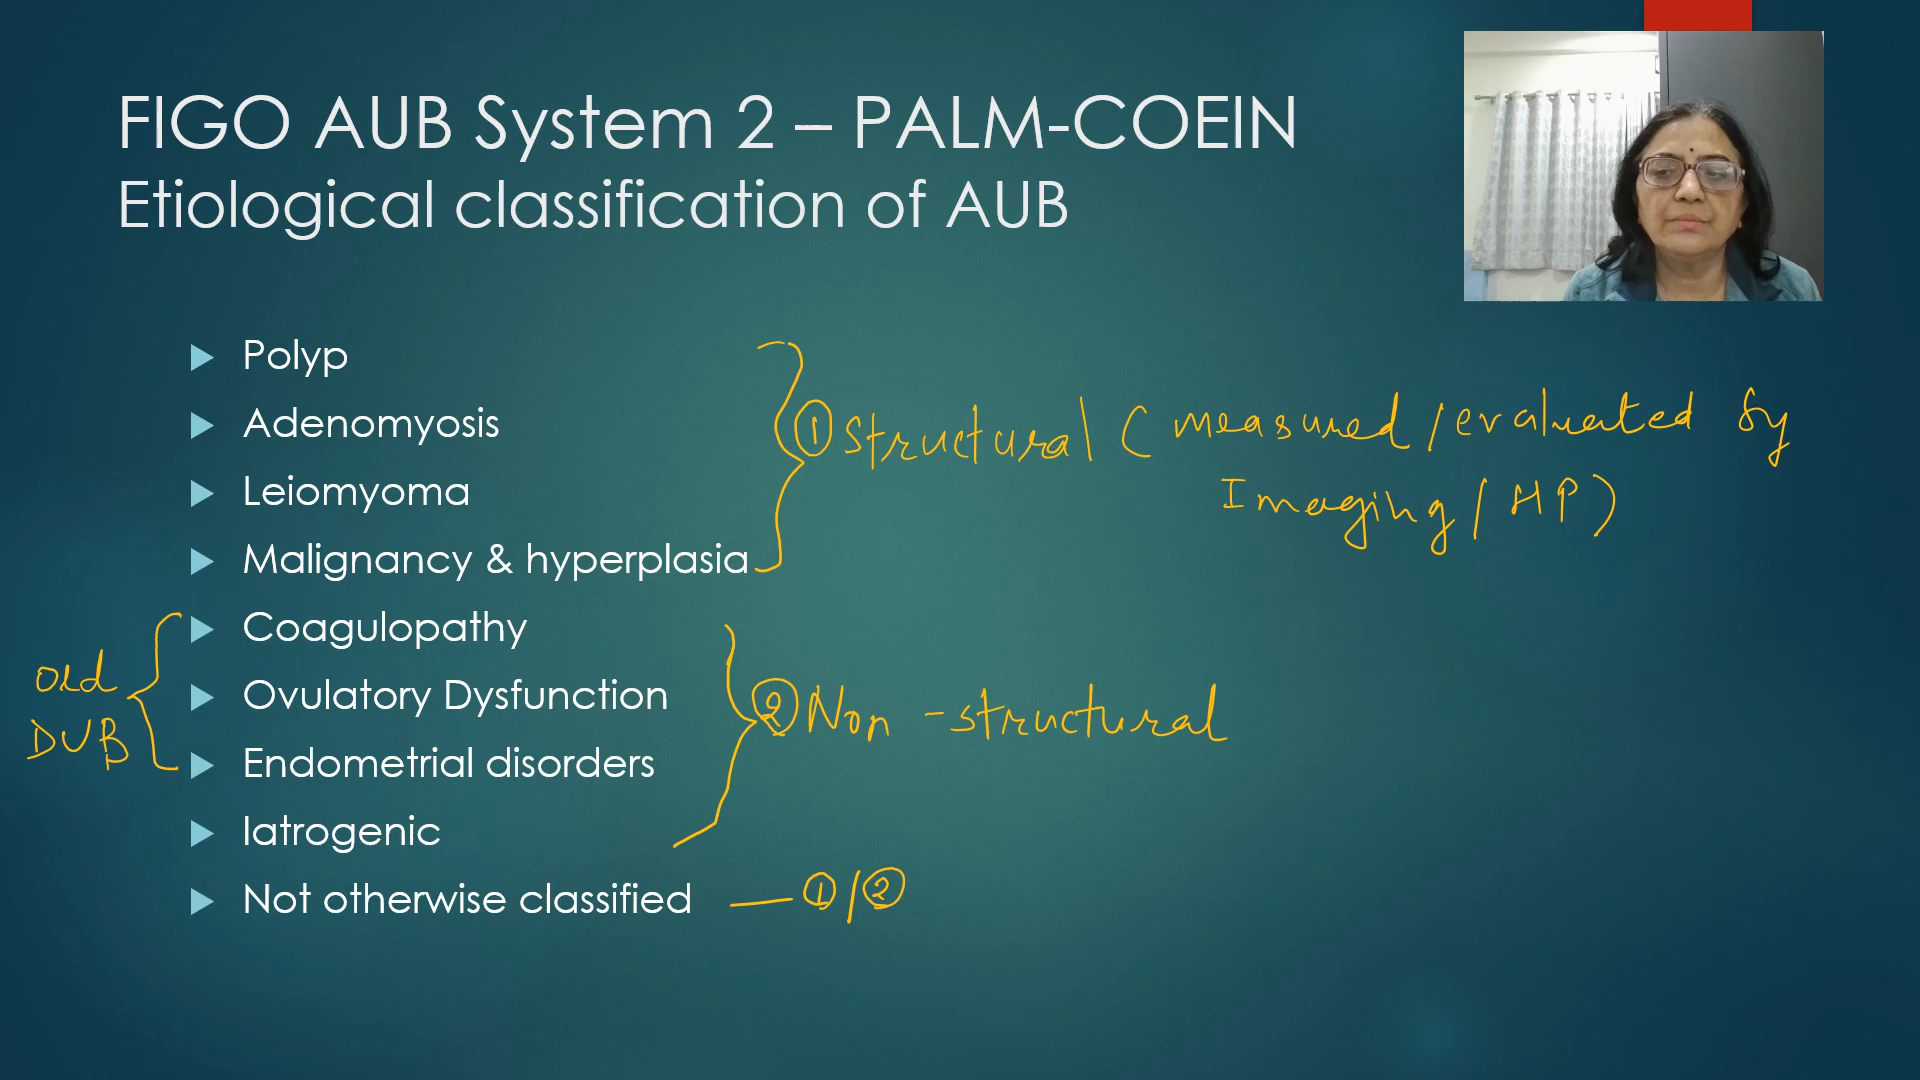 FIGO AUB System 2 – PALM-COEIN
Etiological classification of AUB
Polyp
Adenomyosis
Leiomyoma
Malignancy & hyperplasia
① Structural ( measured / evaluated by
Imaging / HP )
Coagulopathy
Ovulatory Dysfunction
Endometrial disorders
Iatrogenic
old
DUB
② Non - structural
Not otherwise classified — ① / ②